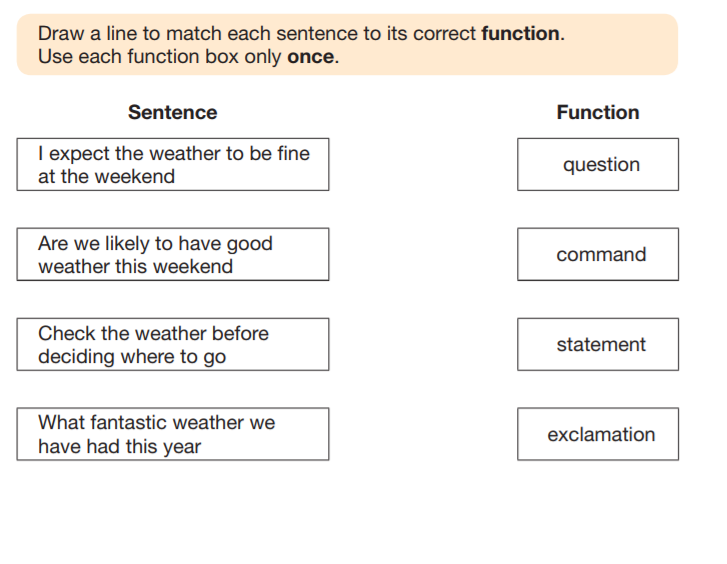 Draw a line to match each sentence to its correct function.
Use each function box only once.
Sentence
Function
I expect the weather to be fine
at the weekend
question
Are we likely to have good
weather this weekend
command
Check the weather before
deciding where to go
statement
What fantastic weather we
have had this year
exclamation